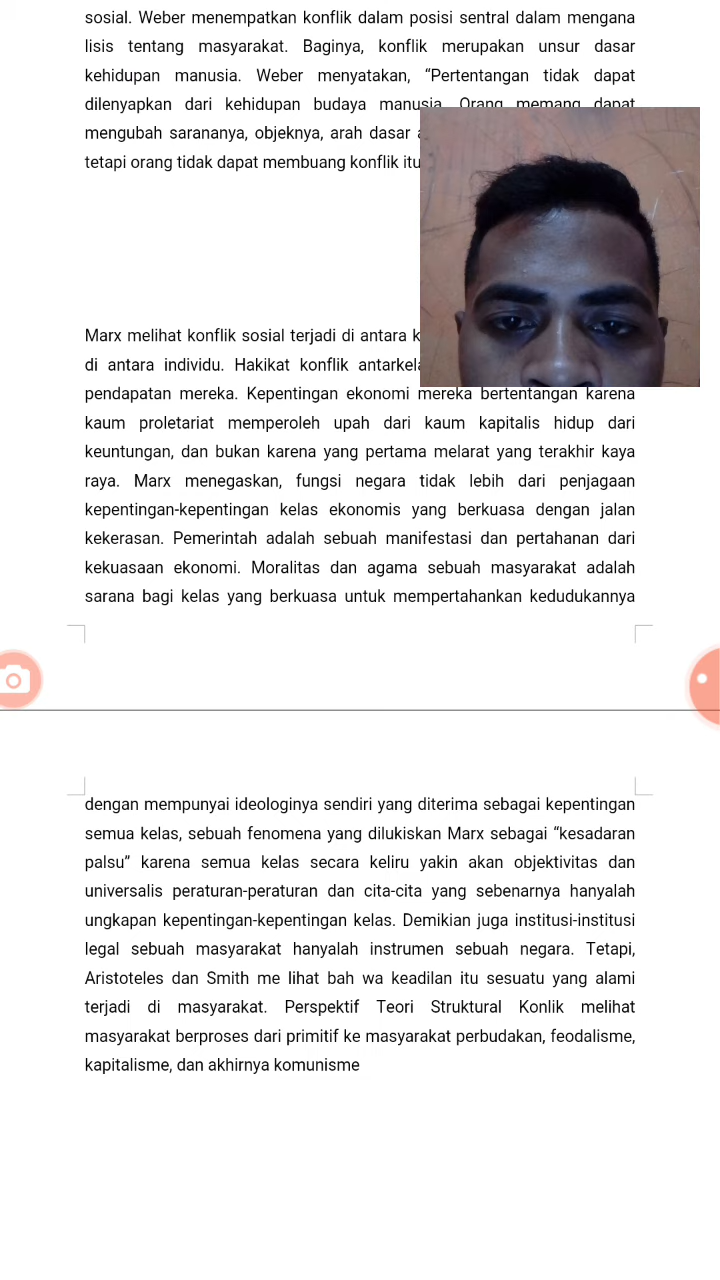 sosial. Weber menempatkan konflik dalam posisi sentral dalam mengana
lisis tentang masyarakat. Baginya, konflik merupakan unsur dasar
kehidupan manusia. Weber menyatakan, “Pertentangan tidak dapat
dilenyapkan dari kehidupan budaya manusia. Orang memang dapat
mengubah sarananya, objeknya, arah dasar
tetapi orang tidak dapat membuang konflik itu
Marx melihat konflik sosial terjadi di antara
di antara individu. Hakikat konflik
pendapatan mereka. Kepentingan ekonomi mereka bertentangan karena
kaum proletariat memperoleh upah dari kaum kapitalis hidup dari
keuntungan, dan bukan karena yang pertama melarat yang terakhir kaya
raya. Marx menegaskan, fungsi negara tidak lebih dari penjagaan
kepentingan-kepentingan kelas ekonomis yang berkuasa dengan jalan
kekerasan. Pemerintah adalah sebuah manifestasi dan pertahanan dari
kekuasaan ekonomi. Moralitas dan agama sebuah masyarakat adalah
sarana bagi kelas yang berkuasa untuk mempertahankan kedudukannya
dengan mempunyai ideologinya sendiri yang diterima sebagai kepentingan
semua kelas, sebuah fenomena yang dilukiskan Marx sebagai “kesadaran
palsu” karena semua kelas secara keliru yakin akan objektivitas dan
universalis peraturan-peraturan dan cita-cita yang sebenarnya hanyalah
ungkapan kepentingan-kepentingan kelas. Demikian juga institusi-institusi
legal sebuah masyarakat hanyalah instrumen sebuah negara. Tetapi,
Aristoteles dan Smith me lihat bah wa keadilan itu sesuatu yang alami
terjadi di masyarakat. Perspektif Teori Struktural Konlik melihat
masyarakat berproses dari primitif ke masyarakat perbudakan, feodalisme,
kapitalisme, dan akhirnya komunisme